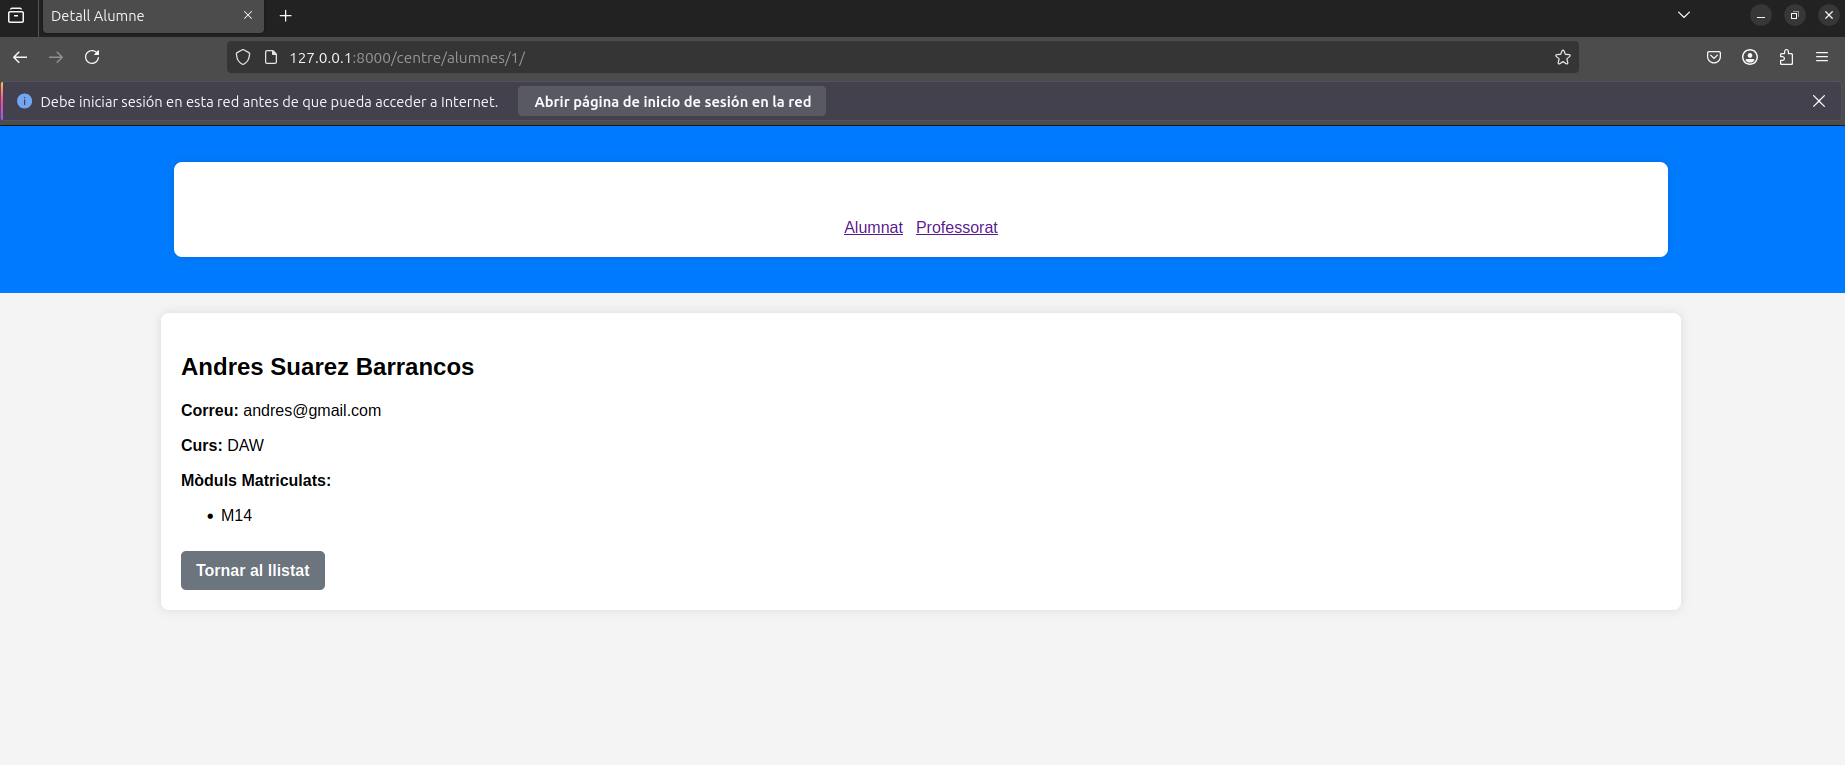 Detall Alumne
127.0.0.1:8000/centre/alumnes/1/
Debe iniciar sesión en esta red antes de que pueda acceder a Internet. Abrir página de inicio de sesión en la red
Alumnat Professorat
Andres Suarez Barrancos
Correu: andres@gmail.com
Curs: DAW
Mòduls Matriculats:
• M14
Tornar al llistat